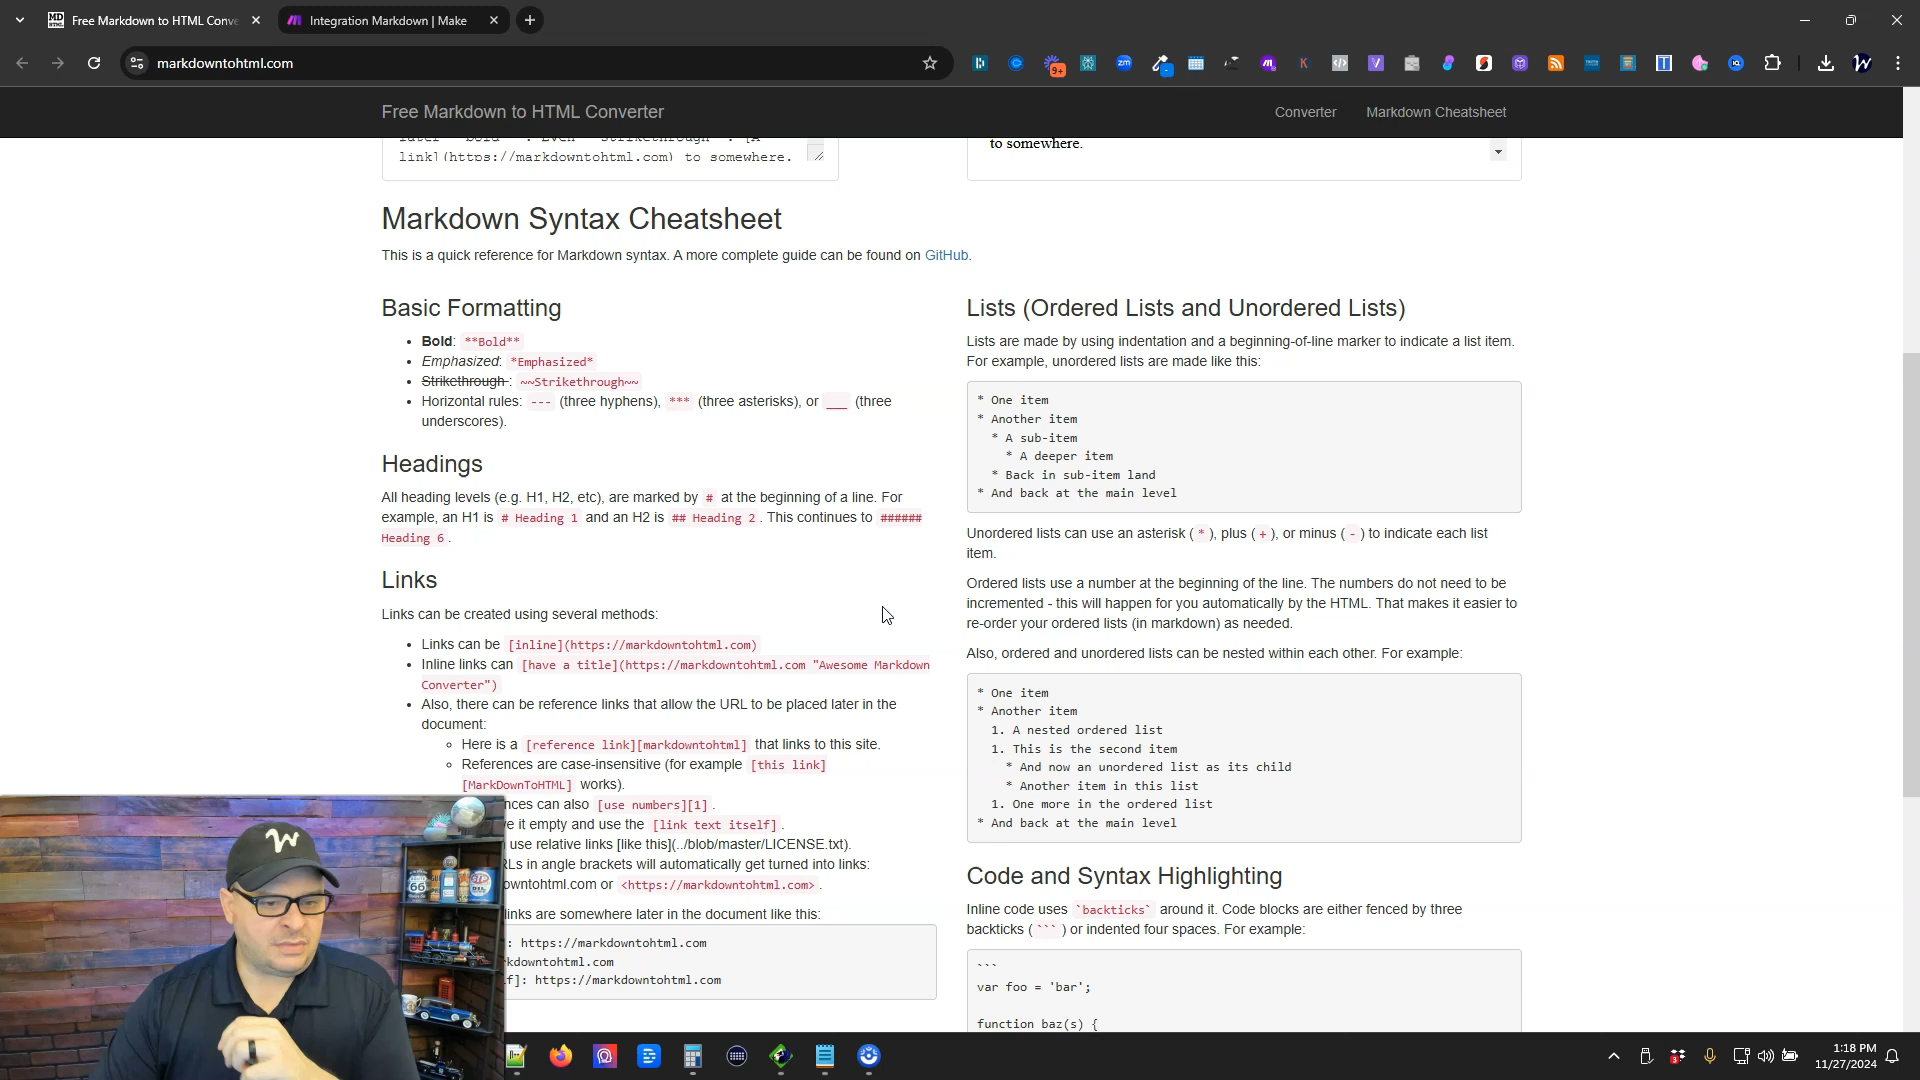 Free Markdown to HTML Conve
Integration Markdown | Make
markdowntohtml.com
Free Markdown to HTML Converter
Converter
Markdown Cheatsheet
link](https://markdowntohtml.com) to somewhere.
to somewhere.
Markdown Syntax Cheatsheet
This is a quick reference for Markdown syntax. A more complete guide can be found on GitHub.
Basic Formatting
• Bold: **Bold**
• Emphasized: *Emphasized*
• Strikethrough: ~~Strikethrough~~
• Horizontal rules: --- (three hyphens), *** (three asterisks), or ___ (three
underscores).
Headings
All heading levels (e.g. H1, H2, etc), are marked by # at the beginning of a line. For
example, an H1 is # Heading 1 and an H2 is ## Heading 2. This continues to ######
Heading 6.
Links
Links can be created using several methods:
• Links can be [inline](https://markdowntohtml.com)
• Inline links can [have a title](https://markdowntohtml.com "Awesome Markdown
Converter")
• Also, there can be reference links that allow the URL to be placed later in the
document:
Here is a [reference link][markdowntohtml] that links to this site.
References are case-insensitive (for example [this link]
[MarkDownToHTML] works).
nces can also [use numbers][1].
e it empty and use the [link text itself].
use relative links [like this](../blob/master/LICENSE.txt).
Ls in angle brackets will automatically get turned into links:
owntohtml.com or <https://markdowntohtml.com>.
links are somewhere later in the document like this:
: https://markdowntohtml.com
kdowntohtml.com
f]: https://markdowntohtml.com
Lists (Ordered Lists and Unordered Lists)
Lists are made by using indentation and a beginning-of-line marker to indicate a list item.
For example, unordered lists are made like this:
* One item
* Another item
* A sub-item
* A deeper item
* Back in sub-item land
* And back at the main level
Unordered lists can use an asterisk (*), plus (+), or minus (-) to indicate each list
item.
Ordered lists use a number at the beginning of the line. The numbers do not need to be
incremented - this will happen for you automatically by the HTML. That makes it easier to
re-order your ordered lists (in markdown) as needed.
Also, ordered and unordered lists can be nested within each other. For example:
* One item
* Another item
1. A nested ordered list
1. This is the second item
* And now an unordered list as its child
* Another item in this list
1. One more in the ordered list
* And back at the main level
Code and Syntax Highlighting
Inline code uses `backticks` around it. Code blocks are either fenced by three
backticks (```) or indented four spaces. For example:
```
var foo = 'bar';
function baz(s) {
W
66
STP
1:18 PM
11/27/2024